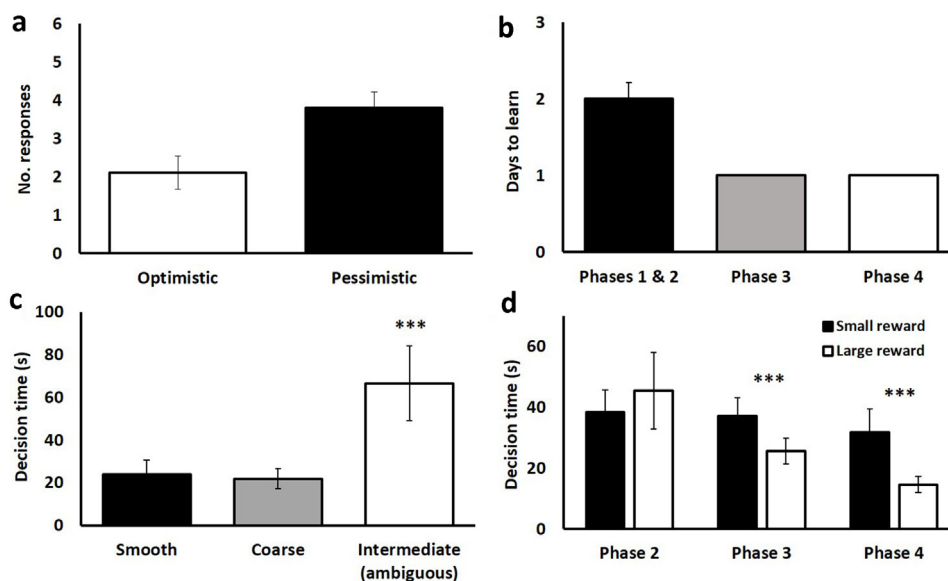 a
6
5
4
3
2
1
0
No. responses
Optimistic
Pessimistic
b
3
2
1
0
Days to learn
Phases 1 & 2
Phase 3
Phase 4
c
100
80
60
40
20
0
Decision time (s)
***
Smooth
Coarse
Intermediate
(ambiguous)
d
60
40
20
0
Decision time (s)
Small reward
Large reward
***
***
Phase 2
Phase 3
Phase 4